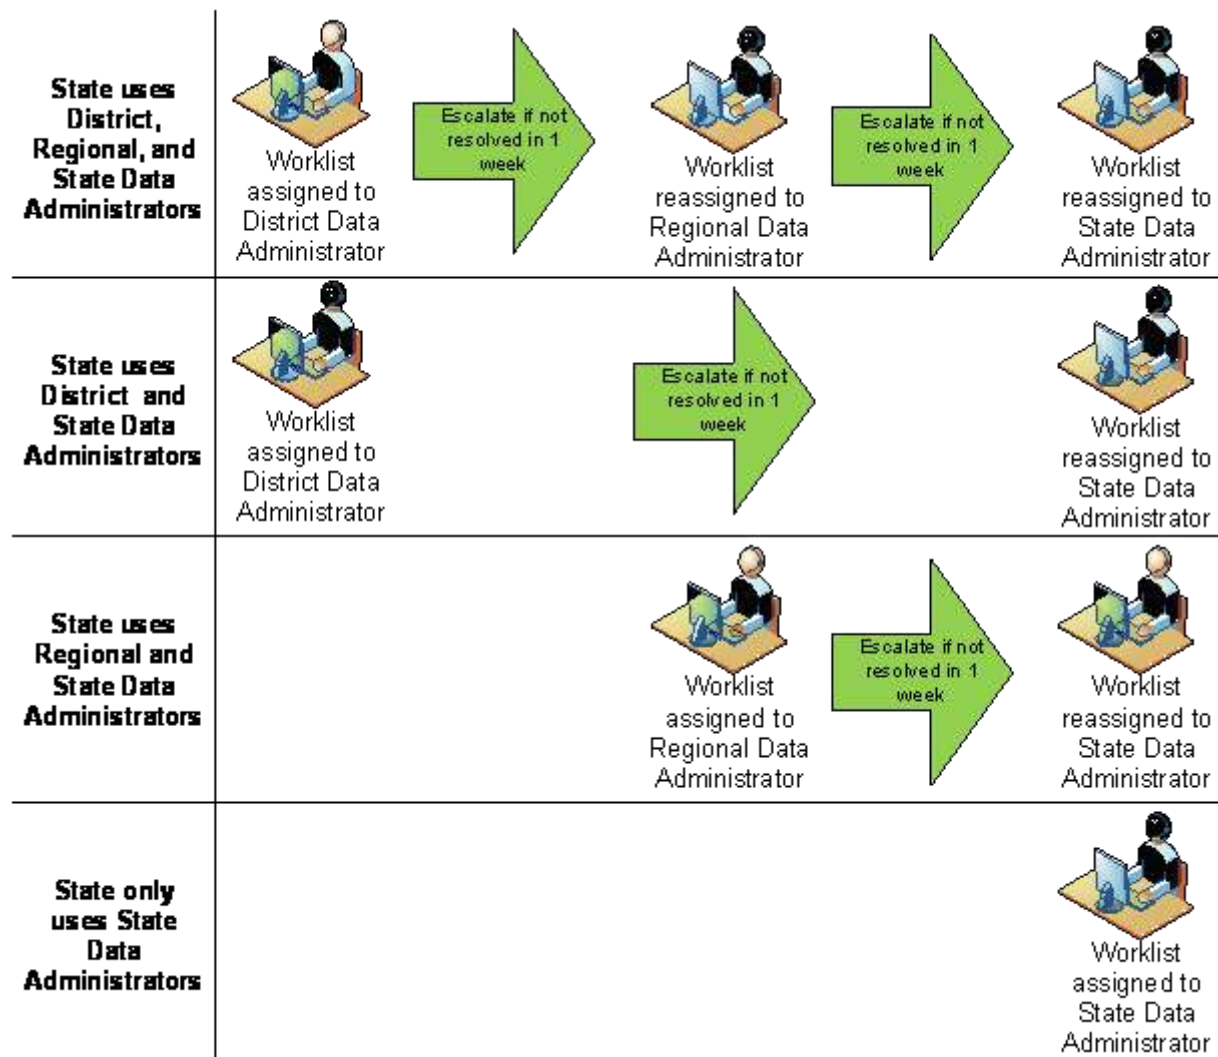 State uses
District,
Regional, and
State Data
Administrators
Worklist
assigned to
District Data
Administrator
Escalate if not
resolved in 1
week
Worklist
reassigned to
Regional Data
Administrator
Escalate if not
resolved in 1
week
Worklist
reassigned to
State Data
Administrator
State uses
District and
State Data
Administrators
Worklist
assigned to
District Data
Administrator
Escalate if not
resolved in 1
week
Worklist
reassigned to
State Data
Administrator
State uses
Regional and
State Data
Administrators
Worklist
assigned to
Regional Data
Administrator
Escalate if not
resolved in 1
week
Worklist
reassigned to
State Data
Administrator
State only
uses State
Data
Administrators
Worklist
assigned to
State Data
Administrator